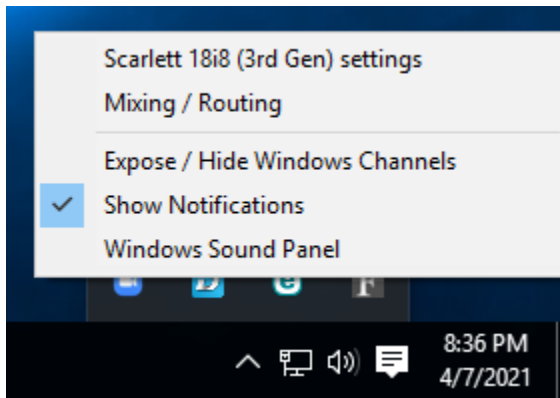 Scarlett 18i8 (3rd Gen) settings
Mixing / Routing
Expose / Hide Windows Channels
Show Notifications
Windows Sound Panel
8:36 PM
4/7/2021